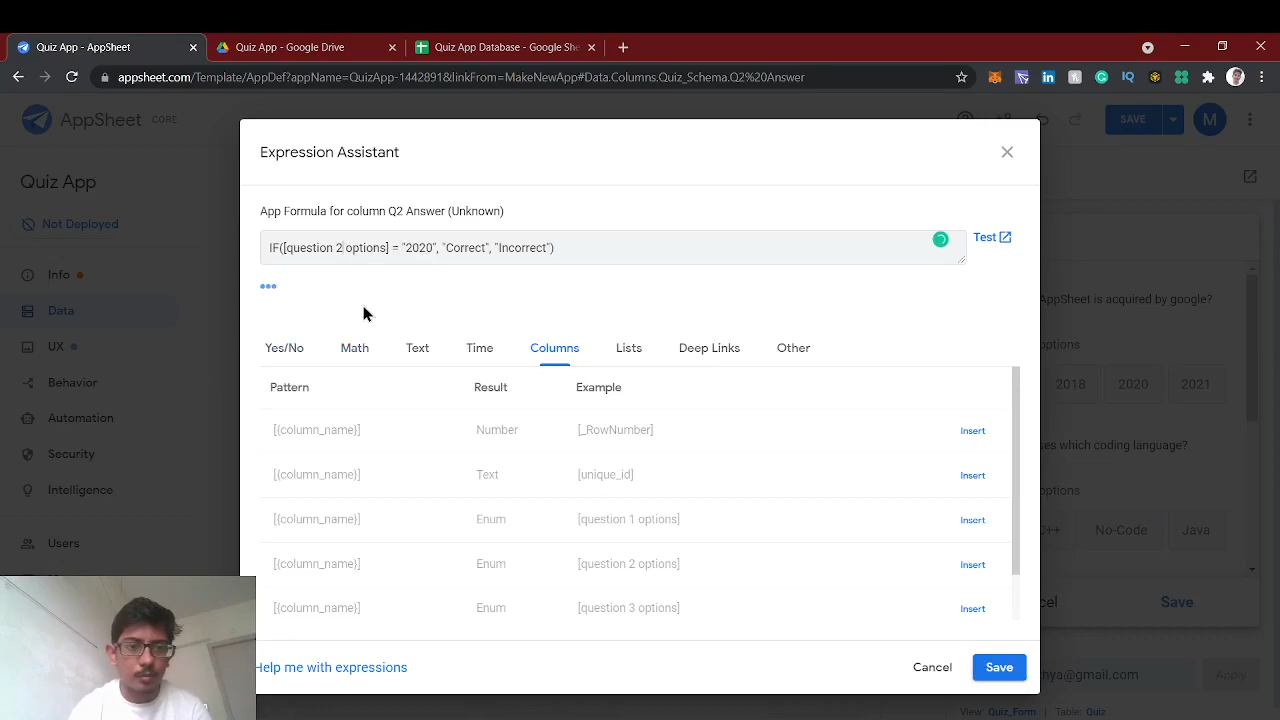 Quiz App - AppSheet
Quiz App - Google Drive
Quiz App Database - Google She
appsheet.com/Template/AppDef?appName=QuizApp-1442891&linkFrom=MakeNewApp#Data.Columns.Quiz_Schema.Q2%20Answer
AppSheet CORE
SAVE
M
Expression Assistant
Quiz App
App Formula for column Q2 Answer (Unknown)
Not Deployed
IF([question 2 options] = "2020", "Correct", "Incorrect")
Test
Info
AppSheet is acquired by google?
Data
options
UX
Yes/No Math Text Time Columns Lists Deep Links Other
Behavior
Pattern Result Example
2018 2020 2021
Automation
[{column_name}] Number [_RowNumber] Insert
es which coding language?
Security
[{column_name}] Text [unique_id] Insert
Intelligence
options
[{column_name}] Enum [question 1 options] Insert
C++ No-Code Java
Users
[{column_name}] Enum [question 2 options] Insert
[{column_name}] Enum [question 3 options] Insert
cel Save
Help me with expressions
Cancel Save
thya@gmail.com Apply
View: Quiz_Form | Table: Quiz